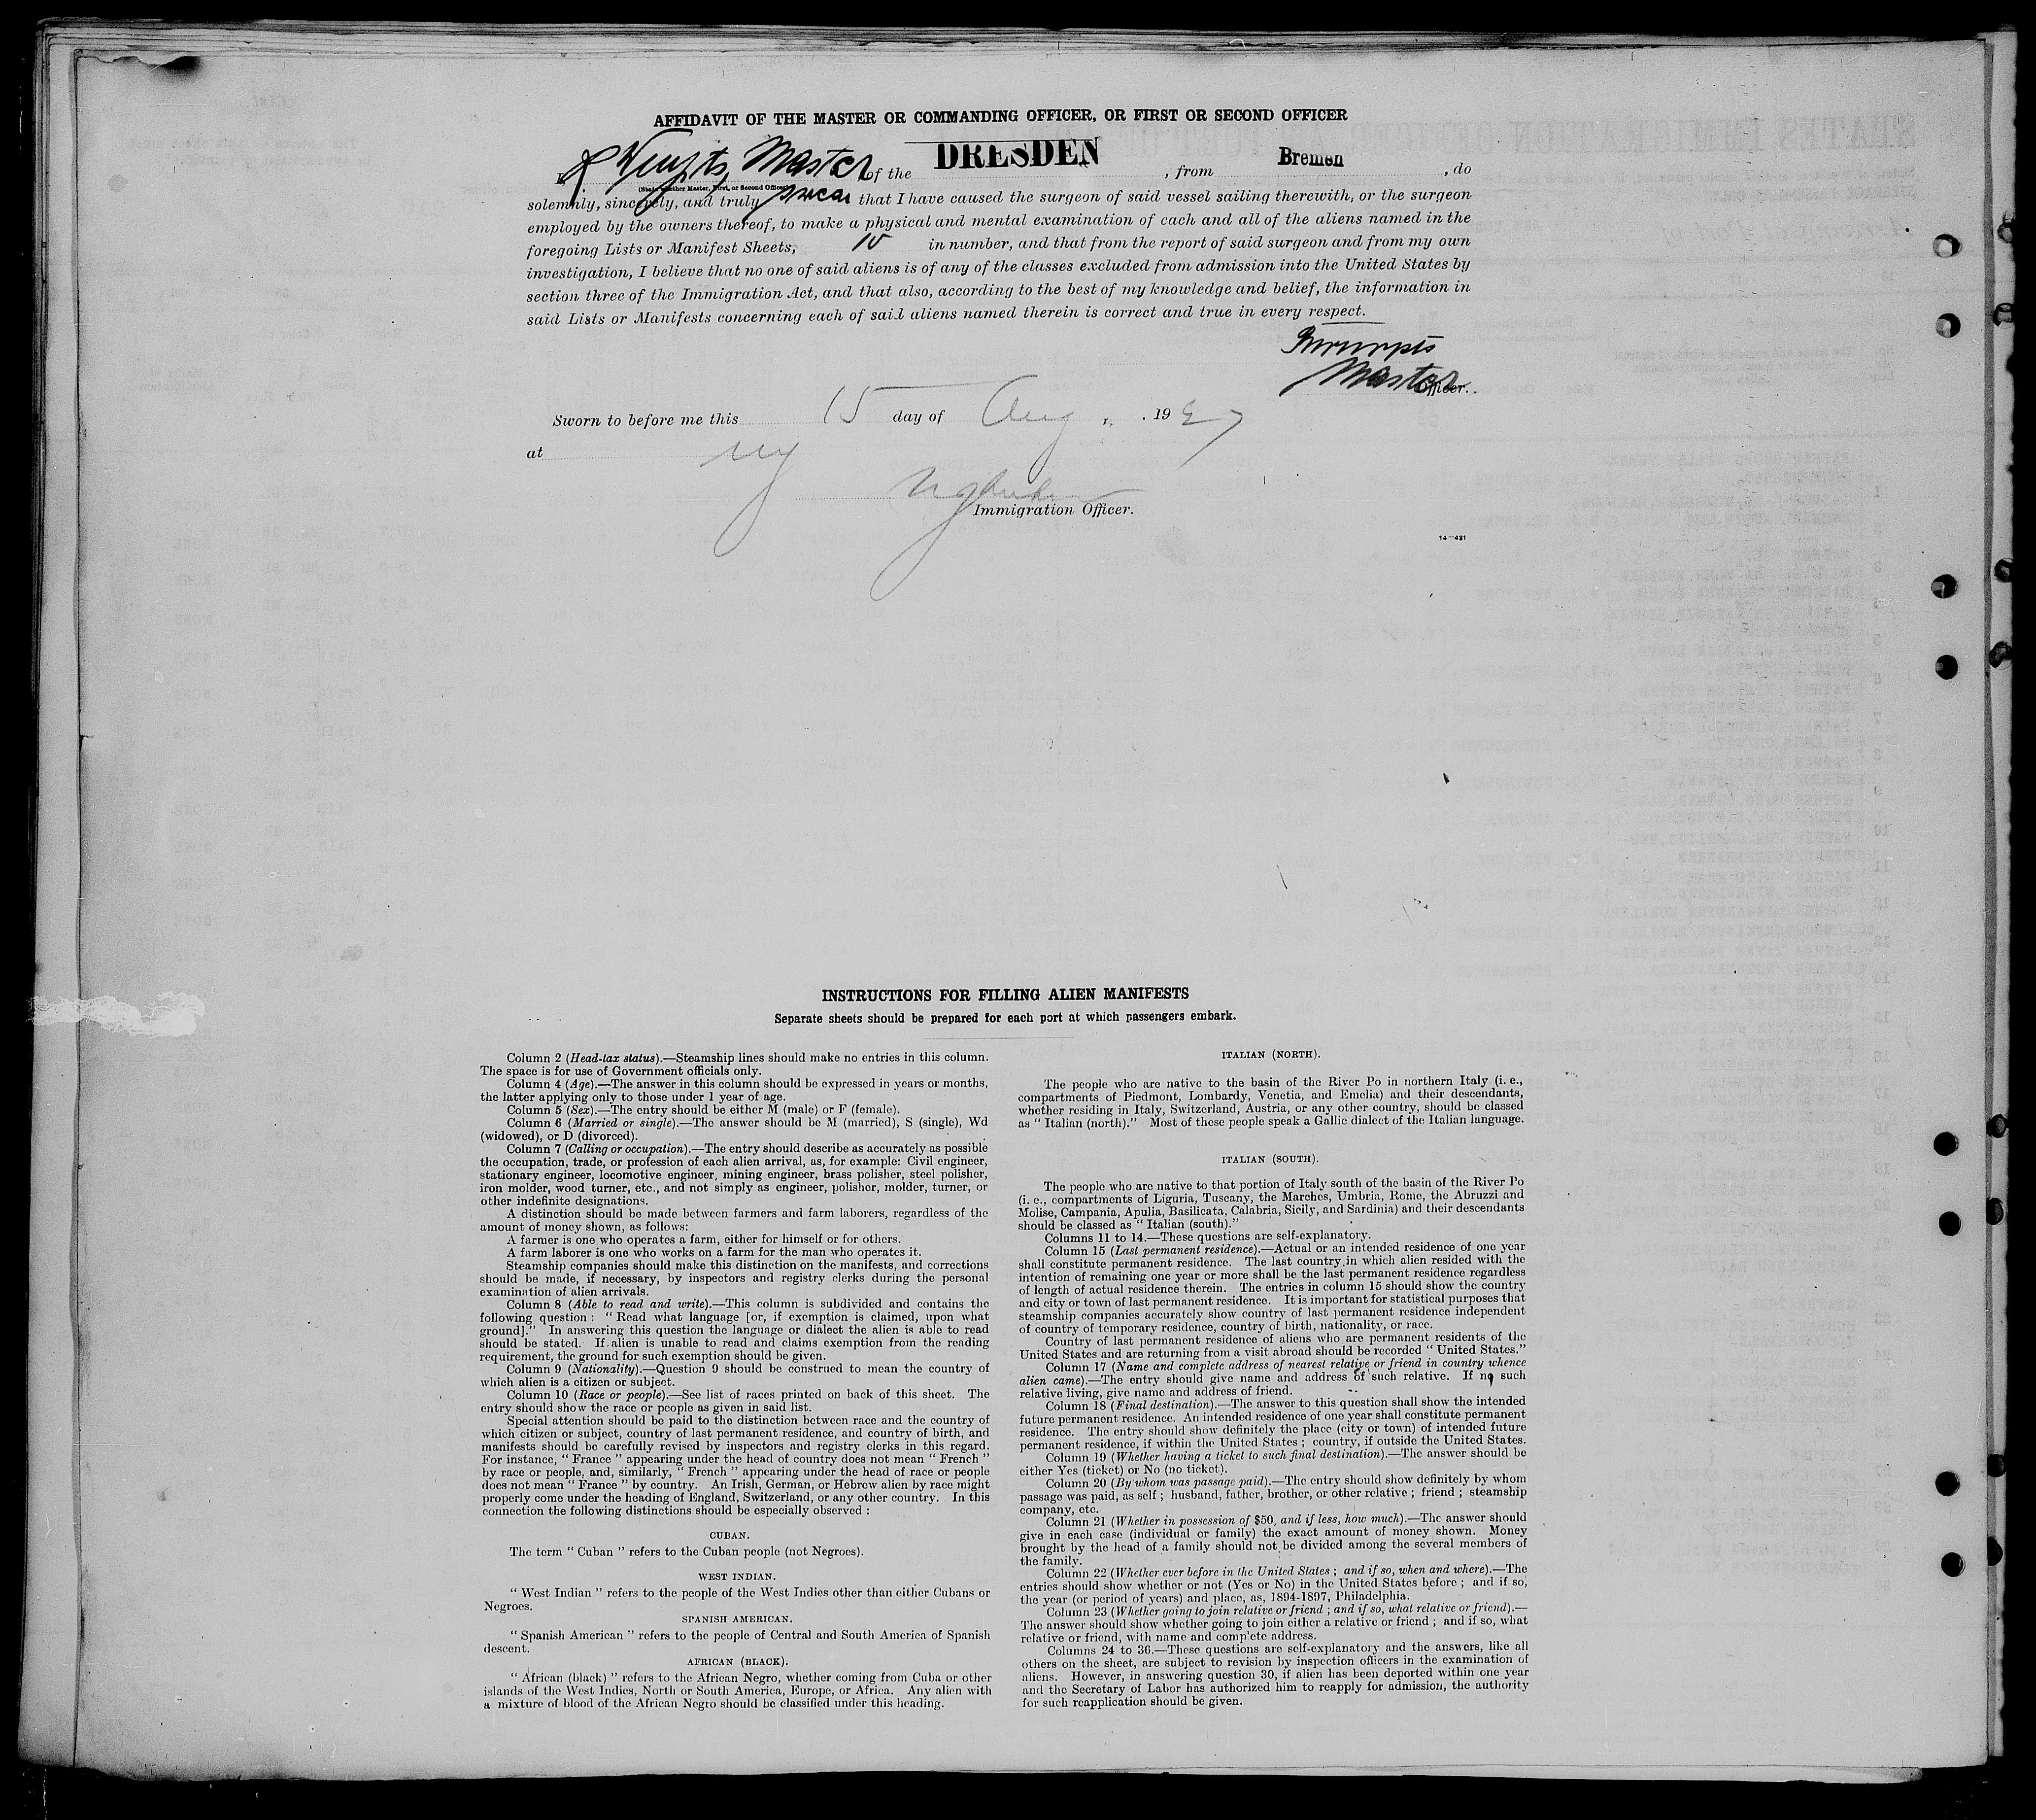 AFFIDAVIT OF THE MASTER OR COMMANDING OFFICER, OR FIRST OR SECOND OFFICER
I, Master of the DRESDEN, from Bremen, do
(State whether Master, First, or Second Officer)
solemnly, sincerely, and truly swear that I have caused the surgeon of said vessel sailing therewith, or the surgeon
employed by the owners thereof, to make a physical and mental examination of each and all of the aliens named in the
foregoing Lists or Manifest Sheets, 10 in number, and that from the report of said surgeon and from my own
investigation, I believe that no one of said aliens is of any of the classes excluded from admission into the United States by
section three of the Immigration Act, and that also, according to the best of my knowledge and belief, the information in
said Lists or Manifests concerning each of said aliens named therein is correct and true in every respect.
Master
Officer.
Sworn to before me this 15 day of Aug, 1927
at NY
Immigration Officer.
14—421
INSTRUCTIONS FOR FILLING ALIEN MANIFESTS
Separate sheets should be prepared for each port at which passengers embark.
Column 2 (Head-tax status).—Steamship lines should make no entries in this column.
The space is for use of Government officials only.
Column 4 (Age).—The answer in this column should be expressed in years or months,
the latter applying only to those under 1 year of age.
Column 5 (Sex).—The entry should be either M (male) or F (female).
Column 6 (Married or single).—The answer should be M (married), S (single), Wd
(widowed), or D (divorced).
Column 7 (Calling or occupation).—The entry should describe as accurately as possible
the occupation, trade, or profession of each alien arrival, as, for example: Civil engineer,
stationary engineer, locomotive engineer, mining engineer, brass polisher, steel polisher,
iron molder, wood turner, etc., and not simply as engineer, polisher, molder, turner, or
other indefinite designations.
A distinction should be made between farmers and farm laborers, regardless of the
amount of money shown, as follows:
A farmer is one who operates a farm, either for himself or for others.
A farm laborer is one who works on a farm for the man who operates it.
Steamship companies should make this distinction on the manifests, and corrections
should be made, if necessary, by inspectors and registry clerks during the personal
examination of alien arrivals.
Column 8 (Able to read and write).—This column is subdivided and contains the
following question: “Read what language [or, if exemption is claimed, upon what
ground].” In answering this question the language or dialect the alien is able to read
should be stated. If alien is unable to read and claims exemption from the reading
requirement, the ground for such exemption should be given.
Column 9 (Nationality).—Question 9 should be construed to mean the country of
which alien is a citizen or subject.
Column 10 (Race or people).—See list of races printed on back of this sheet. The
entry should show the race or people as given in said list.
Special attention should be paid to the distinction between race and the country of
which citizen or subject, country of last permanent residence, and country of birth, and
manifests should be carefully revised by inspectors and registry clerks in this regard.
For instance, “France” appearing under the head of country does not mean “French”
by race or people, and, similarly, “French” appearing under the head of race or people
does not mean “France” by country. An Irish, German, or Hebrew alien by race might
properly come under the heading of England, Switzerland, or any other country. In this
connection the following distinctions should be especially observed:
CUBAN.
The term “Cuban” refers to the Cuban people (not Negroes).
WEST INDIAN.
“West Indian” refers to the people of the West Indies other than either Cubans or
Negroes.
SPANISH AMERICAN.
“Spanish American” refers to the people of Central and South America of Spanish
descent.
AFRICAN (BLACK).
“African (black)” refers to the African Negro, whether coming from Cuba or other
islands of the West Indies, North or South America, Europe, or Africa. Any alien with
a mixture of blood of the African Negro should be classified under this heading.
ITALIAN (NORTH).
The people who are native to the basin of the River Po in northern Italy (i. e.,
compartments of Piedmont, Lombardy, Venetia, and Emelia) and their descendants,
whether residing in Italy, Switzerland, Austria, or any other country, should be classed
as “Italian (north).” Most of these people speak a Gallic dialect of the Italian language.
ITALIAN (SOUTH).
The people who are native to that portion of Italy south of the basin of the River Po
(i. e., compartments of Liguria, Tuscany, the Marches, Umbria, Rome, the Abruzzi and
Molise, Campania, Apulia, Basilicata, Calabria, Sicily, and Sardinia) and their descendants
should be classed as “Italian (south).”
Columns 11 to 14.—These questions are self-explanatory.
Column 15 (Last permanent residence).—Actual or an intended residence of one year
shall constitute permanent residence. The last country in which alien resided with the
intention of remaining one year or more shall be the last permanent residence regardless
of length of actual residence therein. The entries in column 15 should show the country
and city or town of last permanent residence. It is important for statistical purposes that
steamship companies accurately show country of last permanent residence independent
of country of temporary residence, country of birth, nationality, or race.
Country of last permanent residence of aliens who are permanent residents of the
United States and are returning from a visit abroad should be recorded “United States.”
Column 17 (Name and complete address of nearest relative or friend in country whence
alien came).—The entry should give name and address of such relative. If no such
relative living, give name and address of friend.
Column 18 (Final destination).—The answer to this question shall show the intended
future permanent residence. An intended residence of one year shall constitute permanent
residence. The entry should show definitely the place (city or town) of intended future
permanent residence, if within the United States; country, if outside the United States.
Column 19 (Whether having a ticket to such final destination).—The answer should be
either Yes (ticket) or No (no ticket).
Column 20 (By whom was passage paid).—The entry should show definitely by whom
passage was paid, as self; husband, father, brother, or other relative; friend; steamship
company, etc.
Column 21 (Whether in possession of $50, and if less, how much).—The answer should
give in each case (individual or family) the exact amount of money shown. Money
brought by the head of a family should not be divided among the several members of
the family.
Column 22 (Whether ever before in the United States; and if so, when and where).—The
entries should show whether or not (Yes or No) in the United States before; and if so,
the year (or period of years) and place, as, 1894-1897, Philadelphia.
Column 23 (Whether going to join relative or friend; and if so, what relative or friend).—
The answer should show whether going to join either a relative or friend; and if so, what
relative or friend, with name and complete address.
Columns 24 to 36.—These questions are self-explanatory and the answers, like all
others on the sheet, are subject to revision by inspection officers in the examination of
aliens. However, in answering question 30, if alien has been deported within one year
and the Secretary of Labor has authorized him to reapply for admission, the authority
for such reapplication should be given.